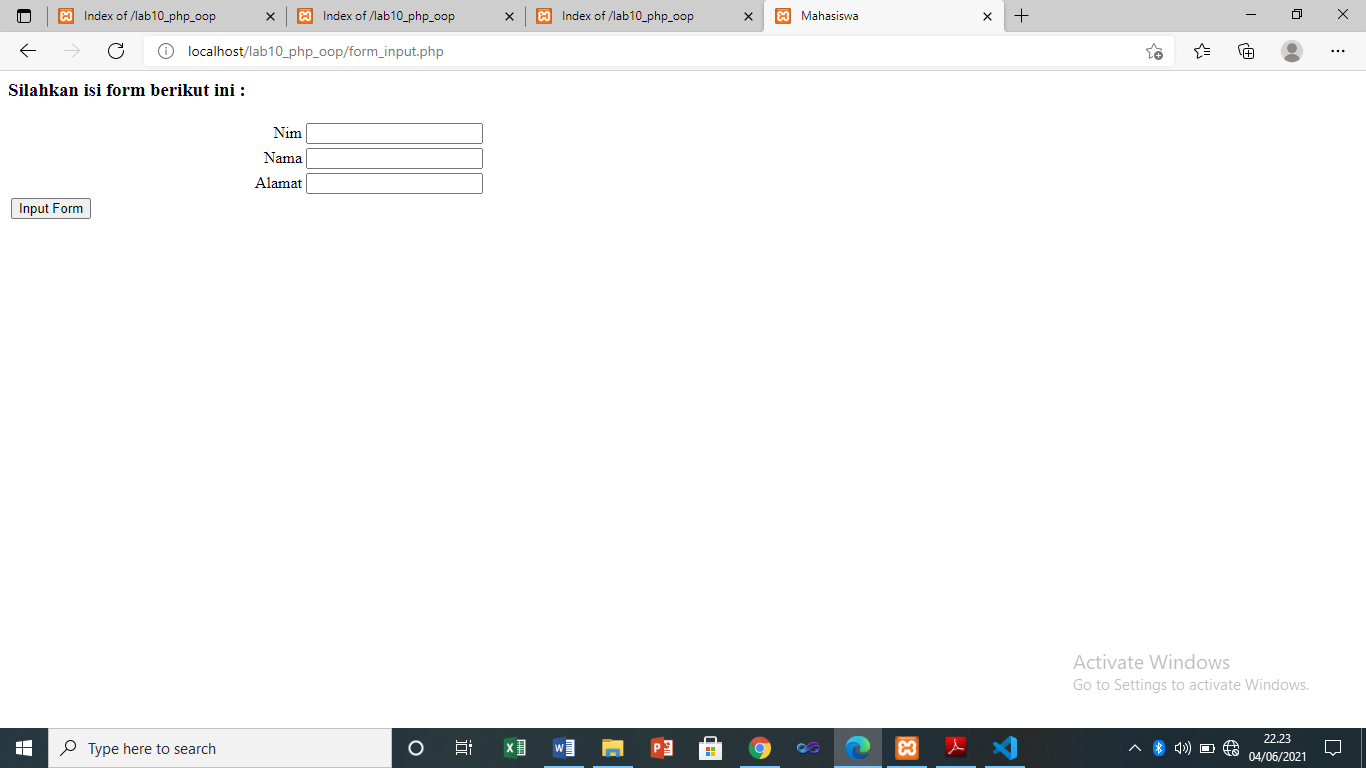 Index of /lab10_php_oop
Index of /lab10_php_oop
Index of /lab10_php_oop
Mahasiswa
localhost/lab10_php_oop/form_input.php
Silahkan isi form berikut ini :
Nim
Nama
Alamat
Input Form
Activate Windows
Go to Settings to activate Windows.
Type here to search
22.23
04/06/2021